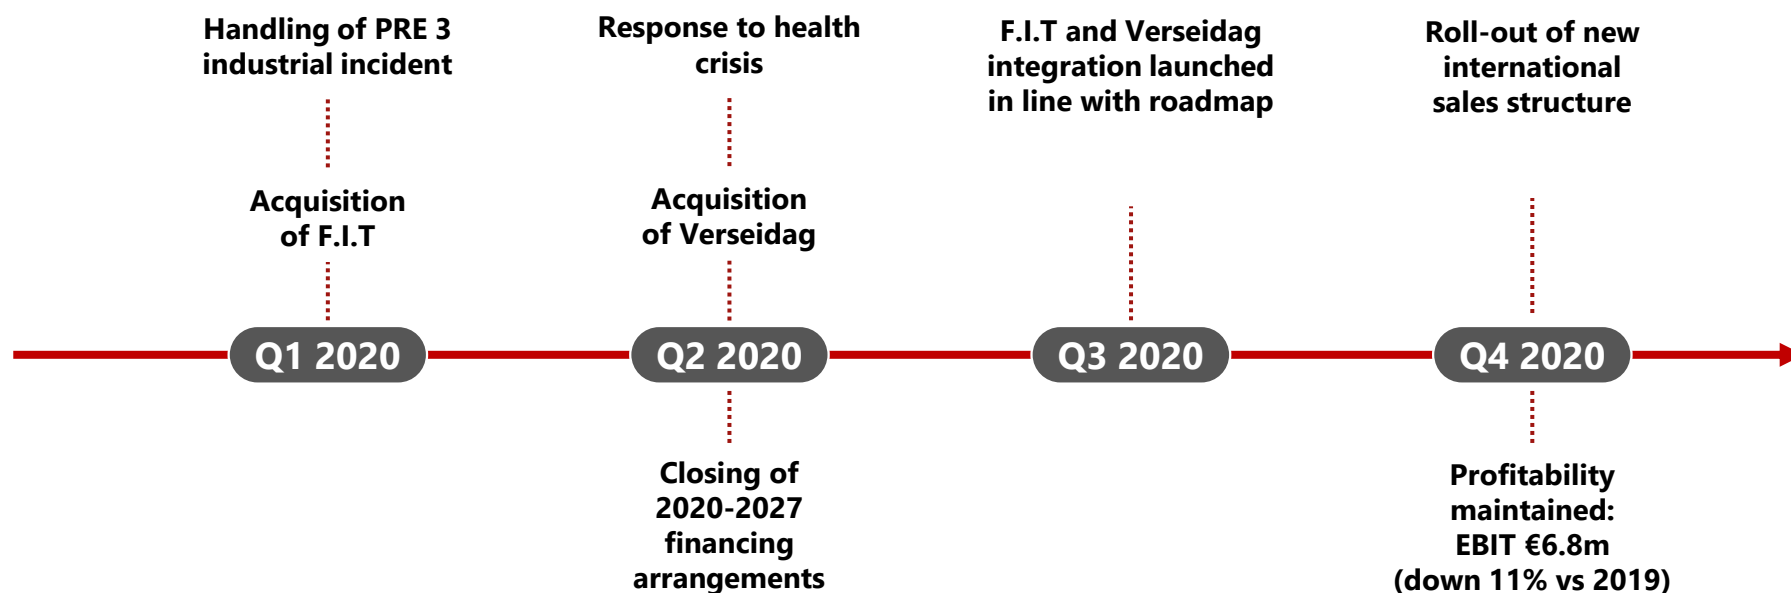 Handling of PRE 3
industrial incident
Acquisition
of F.I.T
Q1 2020
Response to health
crisis
Acquisition
of Verseidag
Q2 2020
Closing of
2020-2027
financing
arrangements
F.I.T and Verseidag
integration launched
in line with roadmap
Q3 2020
Roll-out of new
international
sales structure
Q4 2020
Profitability
maintained:
EBIT €6.8m
(down 11% vs 2019)